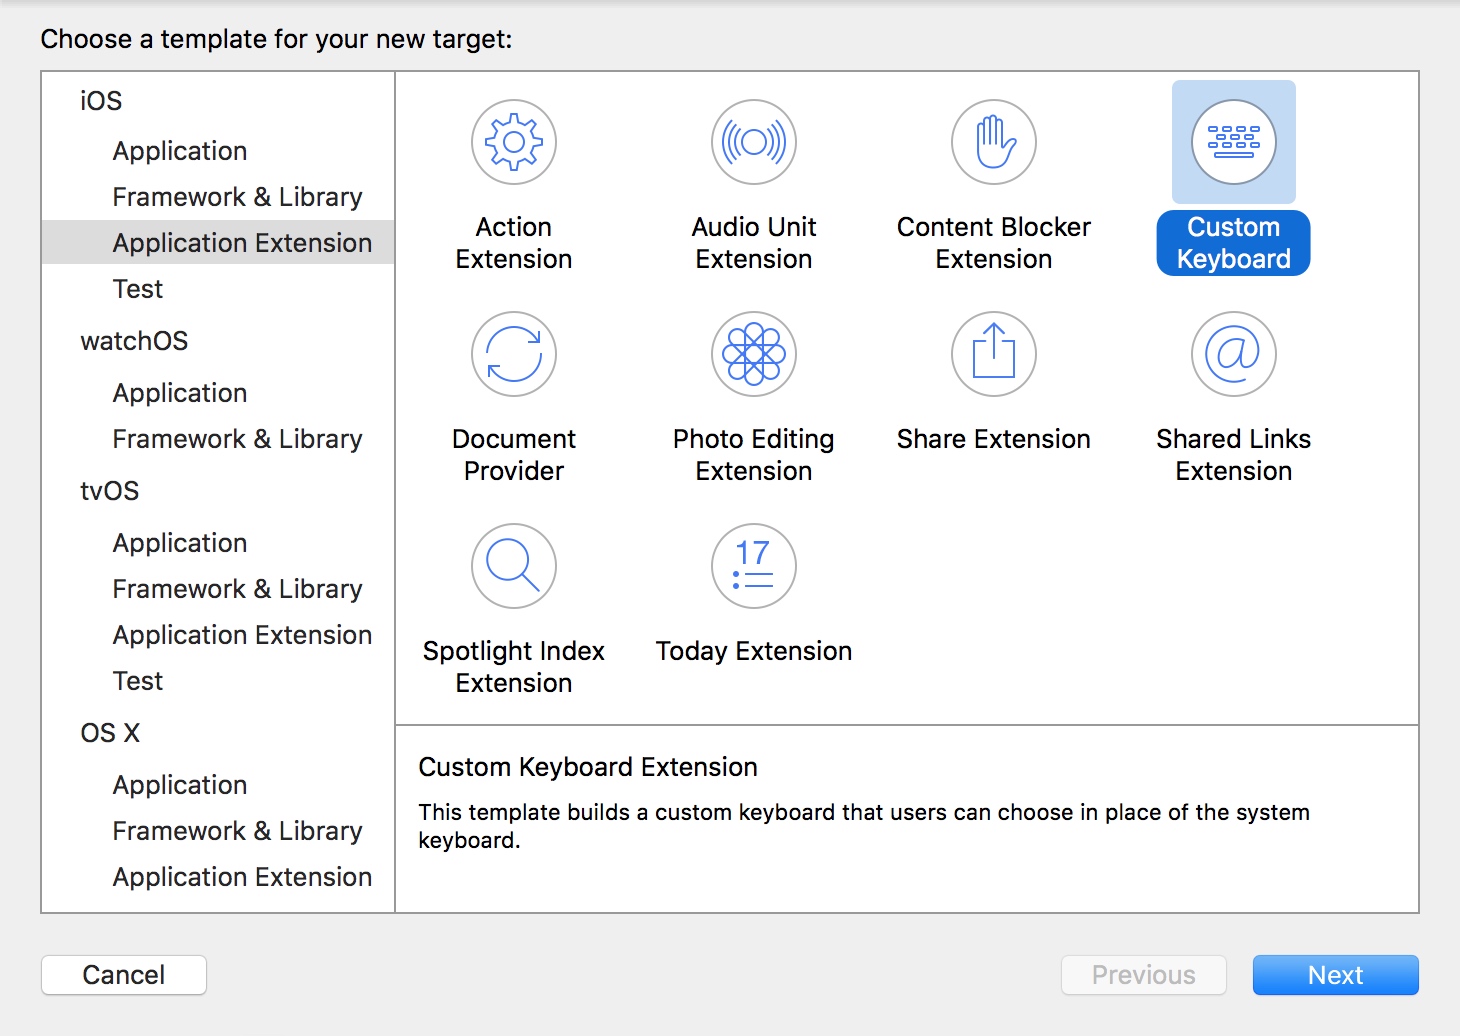 Choose a template for your new target:
iOS
Application
Framework & Library
Application Extension
Test
watchOS
Application
Framework & Library
tvOS
Application
Framework & Library
Application Extension
Test
OS X
Application
Framework & Library
Application Extension
Action
Extension
Audio Unit
Extension
Content Blocker
Extension
Custom
Keyboard
Document
Provider
Photo Editing
Extension
Share Extension
@
Shared Links
Extension
Spotlight Index
Extension
17
Today Extension
Custom Keyboard Extension
This template builds a custom keyboard that users can choose in place of the system
keyboard.
Cancel
Previous
Next